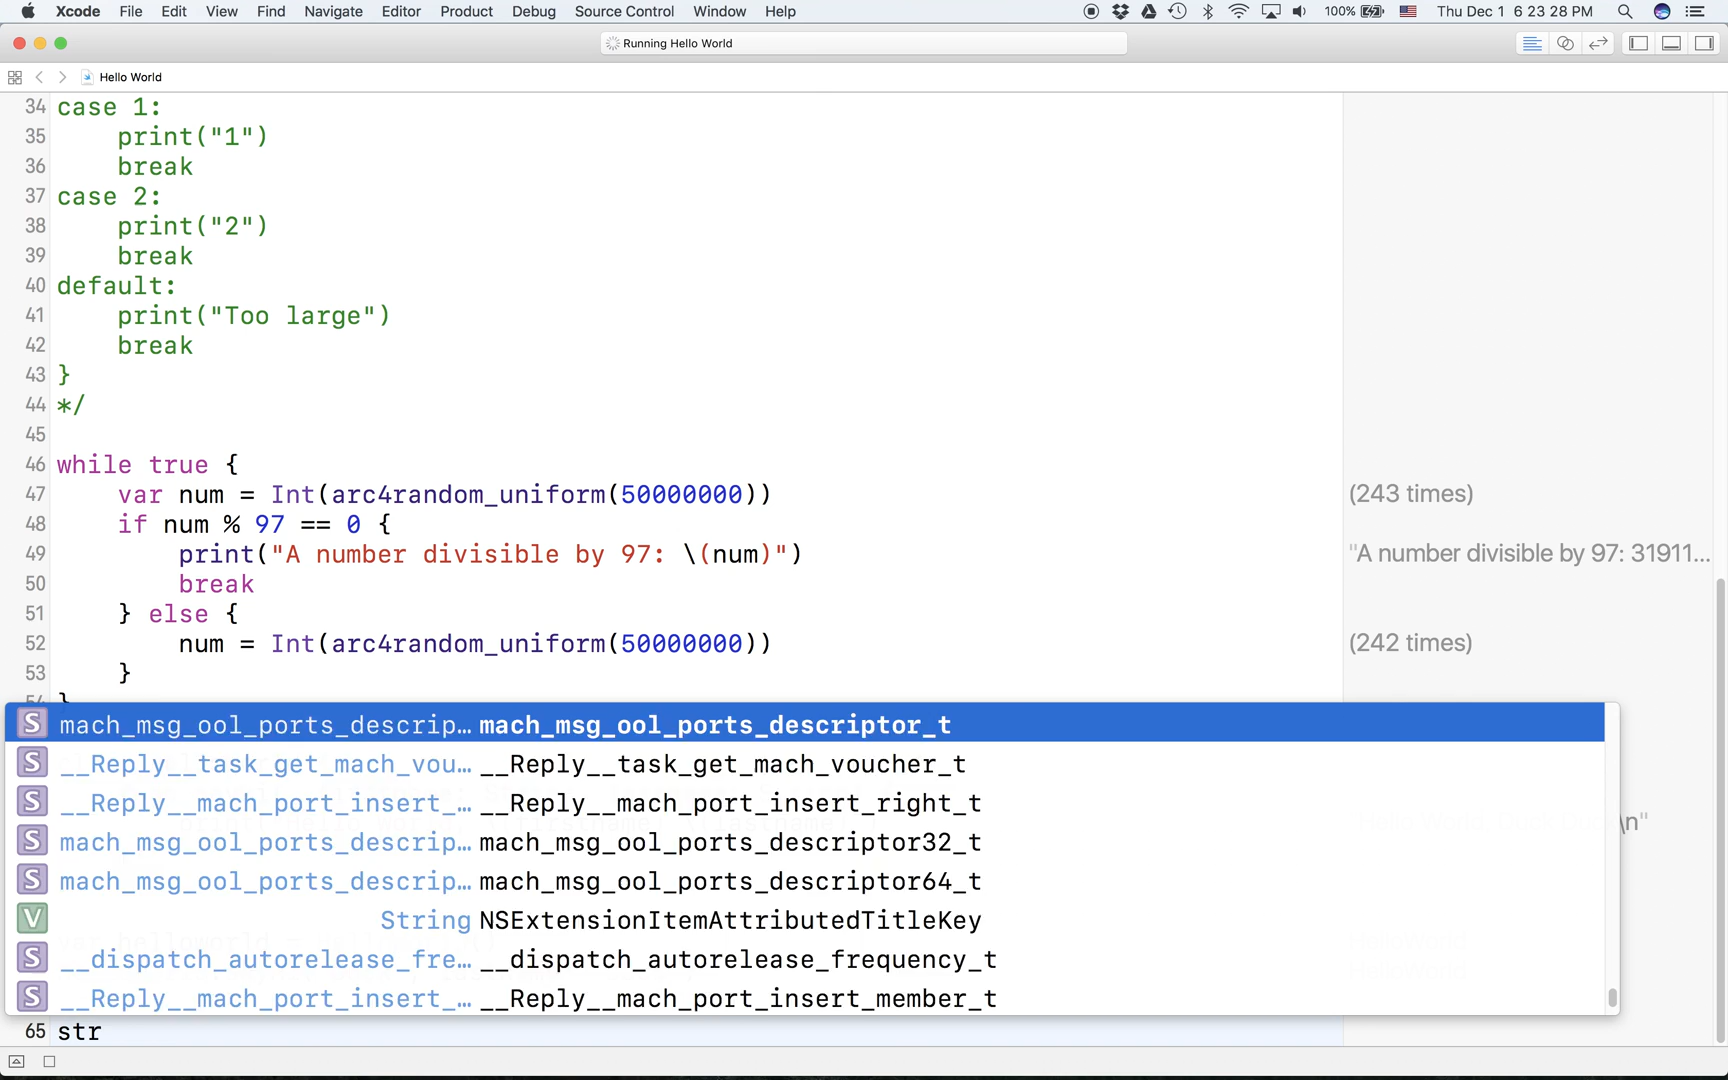 Xcode File Edit View Find Navigate Editor Product Debug Source Control Window Help 100% Thu Dec 1 6 23 28 PM
Running Hello World
Hello World
34 case 1:
35 print("1")
36 break
37 case 2:
38 print("2")
39 break
40 default:
41 print("Too large")
42 break
43 }
44 */
45
46 while true {
47 var num = Int(arc4random_uniform(50000000)) (243 times)
48 if num % 97 == 0 {
49 print("A number divisible by 97: \(num)") "A number divisible by 97: 31911...
50 break
51 } else {
52 num = Int(arc4random_uniform(50000000)) (242 times)
53 }
54 }
S mach_msg_ool_ports_descrip... mach_msg_ool_ports_descriptor_t
S __Reply__task_get_mach_vou... __Reply__task_get_mach_voucher_t
S __Reply__mach_port_insert_... __Reply__mach_port_insert_right_t
S mach_msg_ool_ports_descrip... mach_msg_ool_ports_descriptor32_t
\n"
S mach_msg_ool_ports_descrip... mach_msg_ool_ports_descriptor64_t
V String NSExtensionItemAttributedTitleKey
S __dispatch_autorelease_fre... __dispatch_autorelease_frequency_t
S __Reply__mach_port_insert_... __Reply__mach_port_insert_member_t
65 str